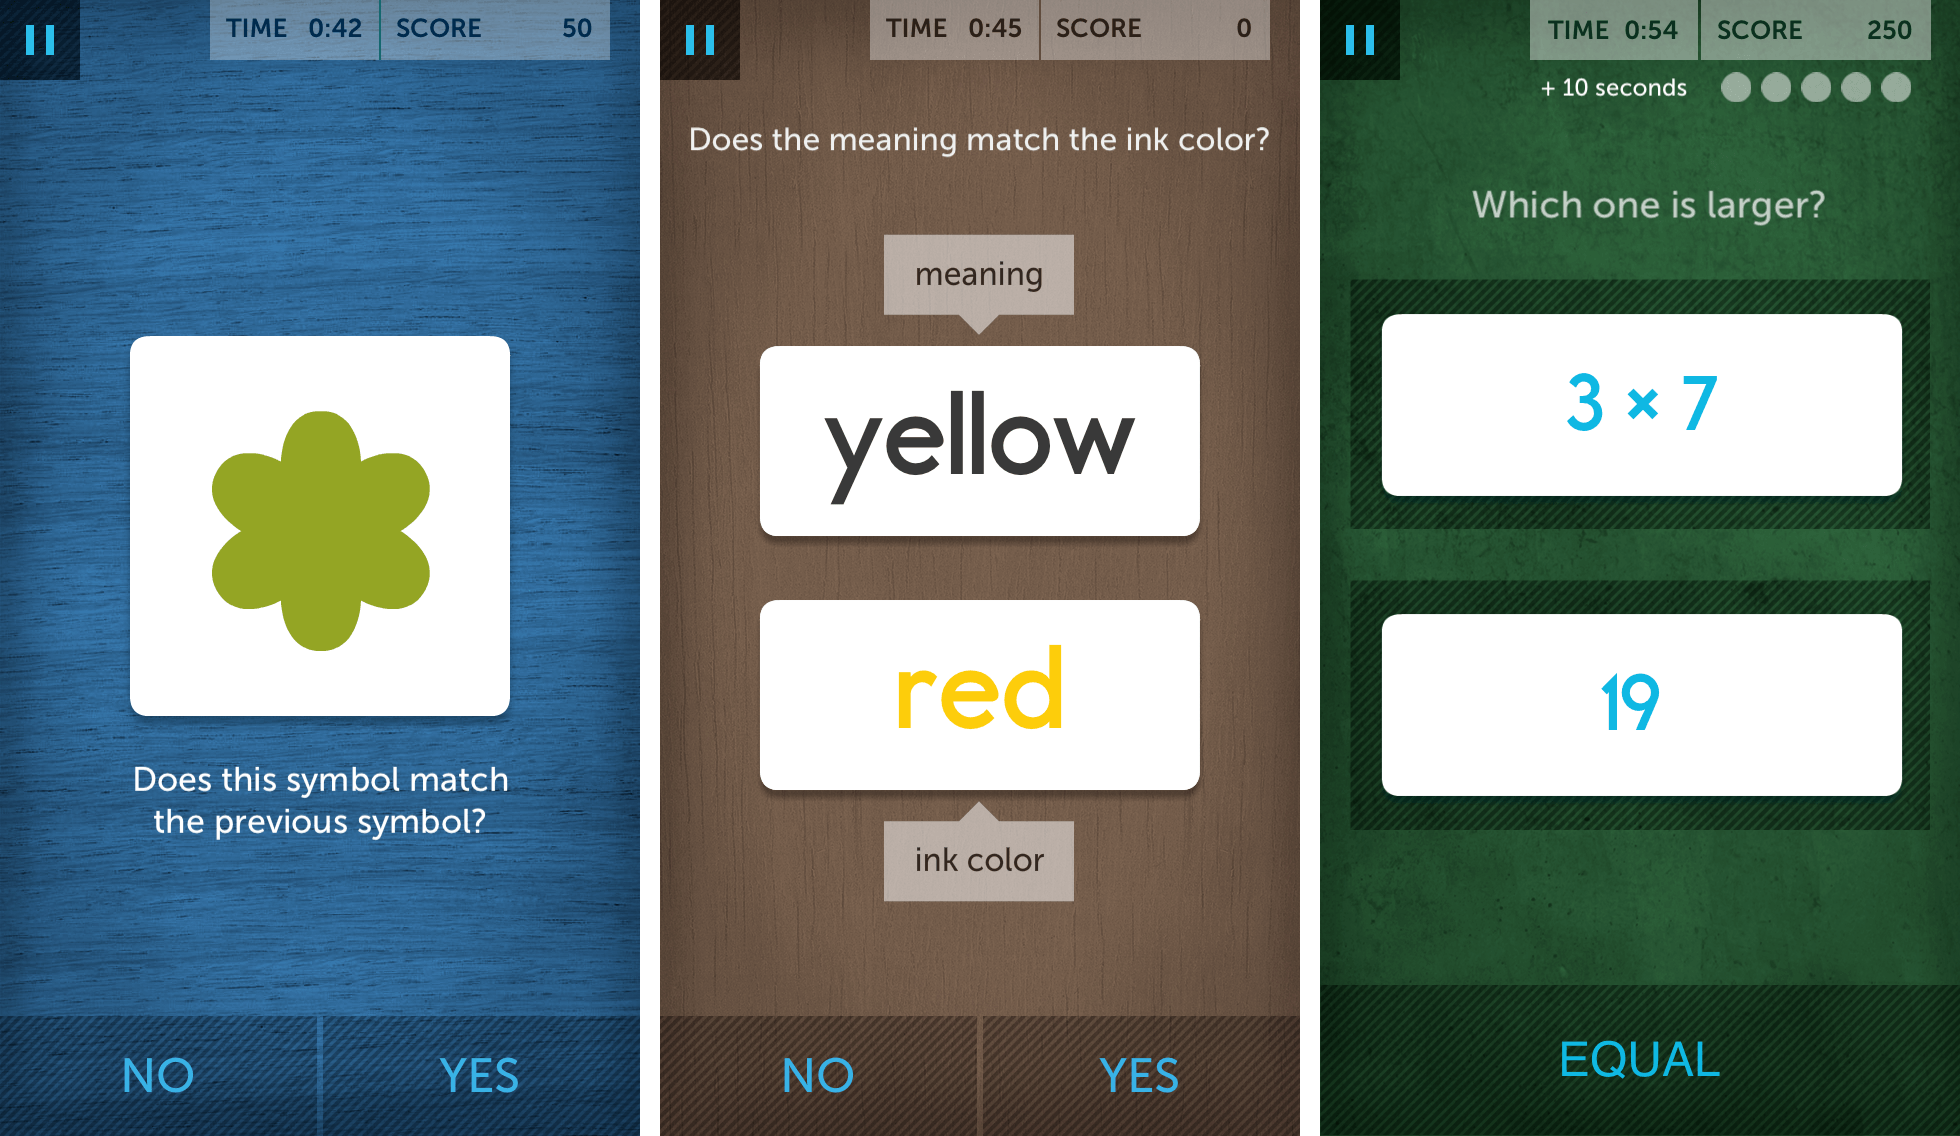 TIME 0:42 SCORE 50
Does this symbol match
the previous symbol?
NO YES
TIME 0:45 SCORE 0
Does the meaning match the ink color?
meaning
yellow
red
ink color
NO YES
TIME 0:54 SCORE 250
+ 10 seconds
Which one is larger?
3 × 7
19
EQUAL